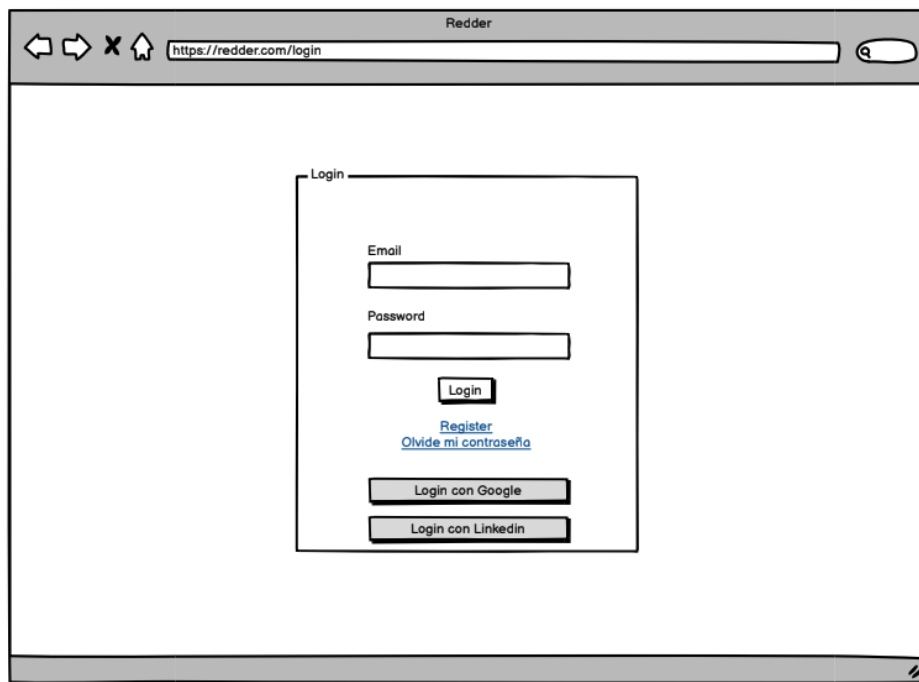 Redder
https://redder.com/login
Login
Email
Password
Login
Register
Olvide mi contraseña
Login con Google
Login con Linkedin